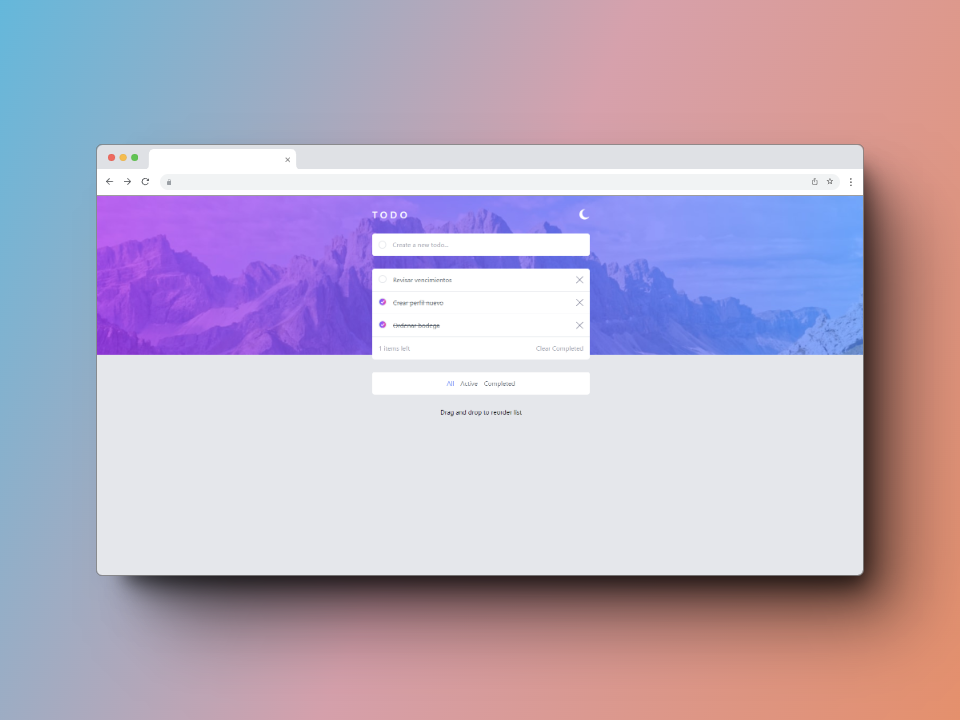 TODO
Create a new todo...
Revisar vencimientos
Crear perfil nuevo
Ordenar bodega
1 items left Clear Completed
All Active Completed
Drag and drop to reorder list